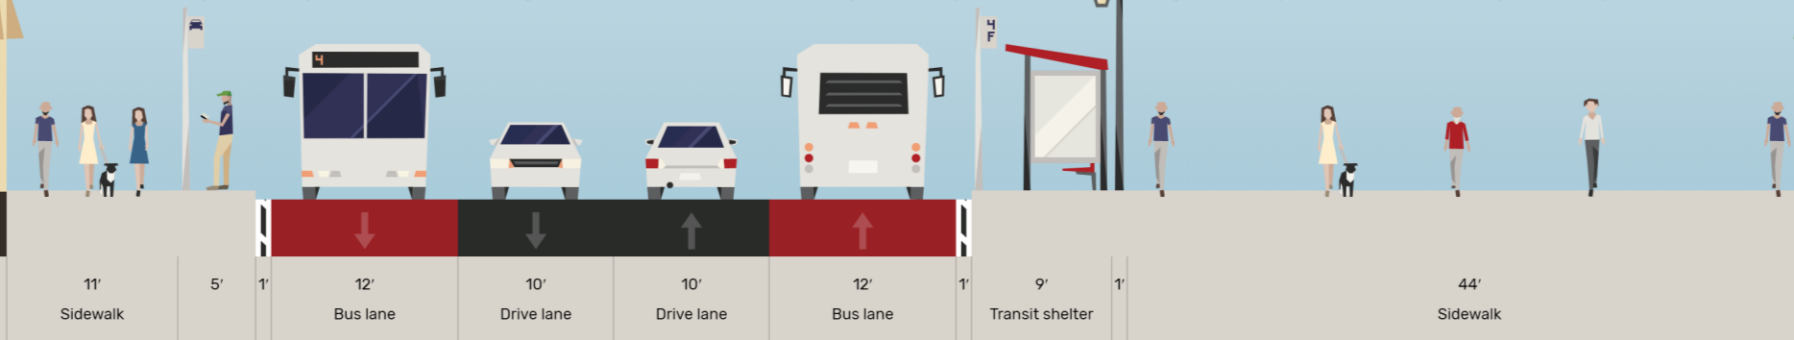 4
4
F
11′
5′
1′
12′
10′
10′
12′
1′
9′
1′
44′
Sidewalk
Bus lane
Drive lane
Drive lane
Bus lane
Transit shelter
Sidewalk